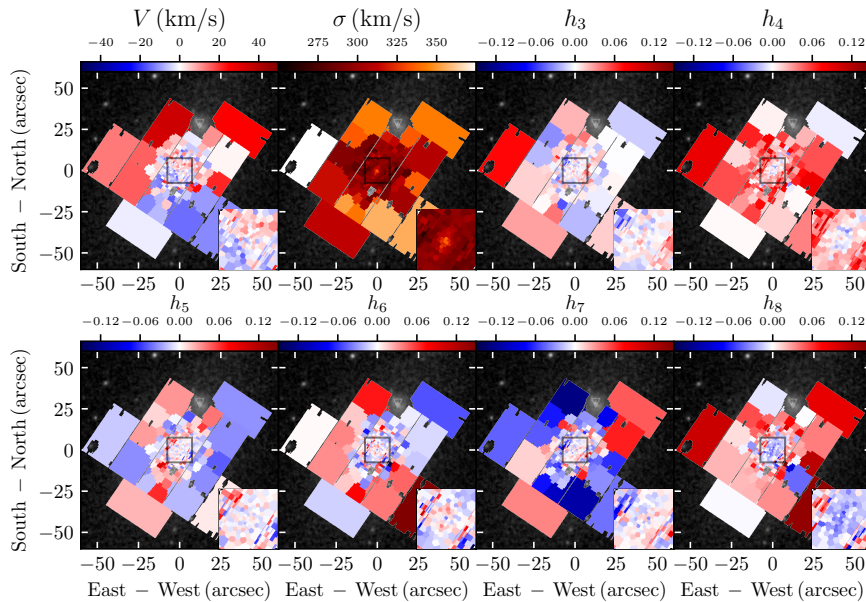 V (km/s) σ (km/s) h₃ h₄
−40 −20 0 20 40 275 300 325 350 −0.12 −0.06 0.00 0.06 0.12 −0.12 −0.06 0.00 0.06 0.12
South − North (arcsec)
50
25
0
−25
−50
−50 −25 0 25 50 −50 −25 0 25 50 −50 −25 0 25 50 −50 −25 0 25 50
h₅ h₆ h₇ h₈
−0.12 −0.06 0.00 0.06 0.12 −0.12 −0.06 0.00 0.06 0.12 −0.12 −0.06 0.00 0.06 0.12 −0.12 −0.06 0.00 0.06 0.12
South − North (arcsec)
50
25
0
−25
−50
−50 −25 0 25 50 −50 −25 0 25 50 −50 −25 0 25 50 −50 −25 0 25 50
East − West (arcsec) East − West (arcsec) East − West (arcsec) East − West (arcsec)